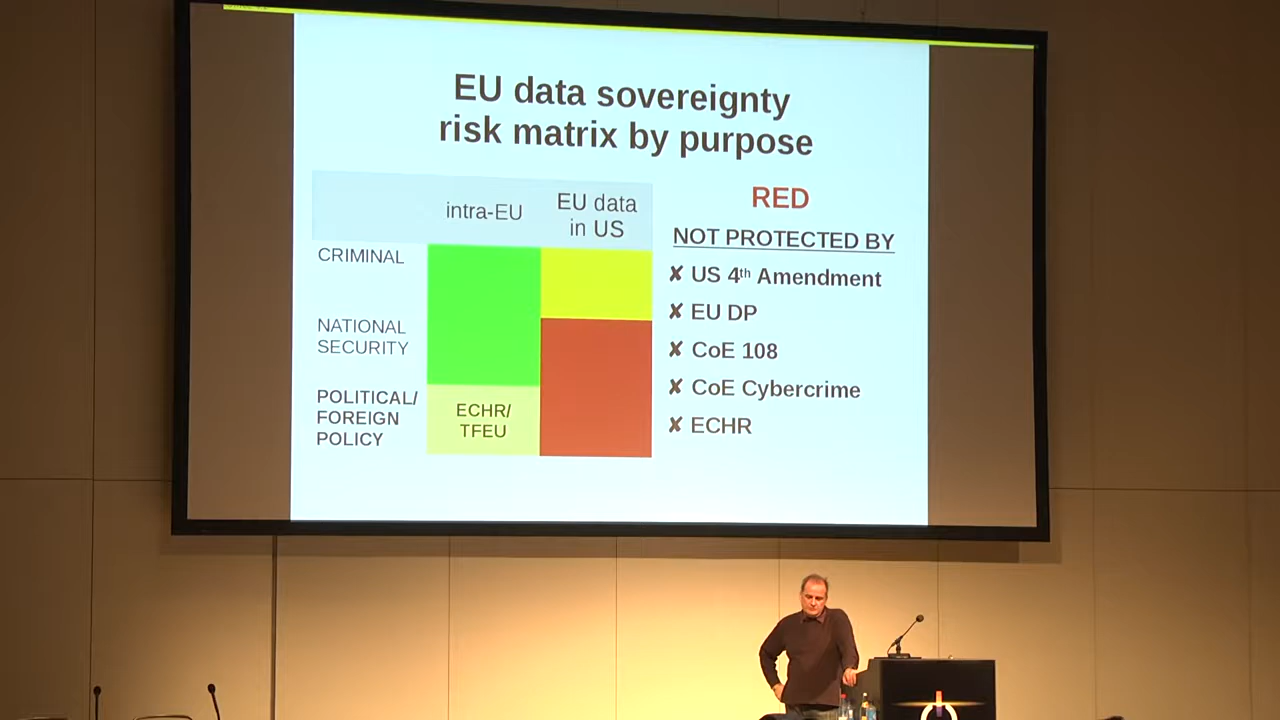 EU data sovereignty
risk matrix by purpose
intra-EU
EU data
in US
CRIMINAL
NATIONAL
SECURITY
POLITICAL/
FOREIGN
POLICY
ECHR/
TFEU
RED
NOT PROTECTED BY
✘ US 4th Amendment
✘ EU DP
✘ CoE 108
✘ CoE Cybercrime
✘ ECHR